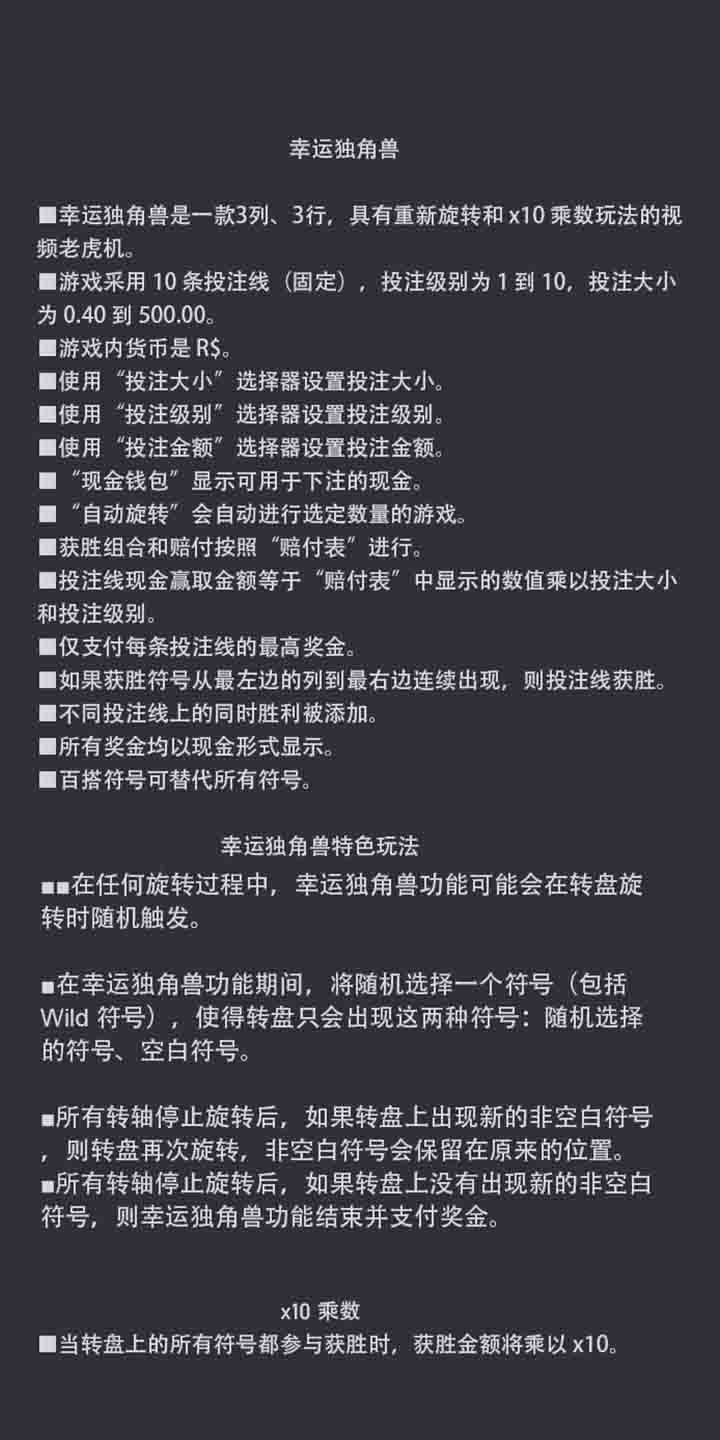 幸运独角兽
■幸运独角兽是一款3列、3行，具有重新旋转和 x10 乘数玩法的视
频老虎机。
■游戏采用 10 条投注线（固定），投注级别为 1 到 10，投注大小
为 0.40 到 500.00。
■游戏内货币是 R$。
■使用“投注大小”选择器设置投注大小。
■使用“投注级别”选择器设置投注级别。
■使用“投注金额”选择器设置投注金额。
■“现金钱包”显示可用于下注的现金。
■“自动旋转”会自动进行选定数量的游戏。
■获胜组合和赔付按照“赔付表”进行。
■投注线现金赢取金额等于“赔付表”中显示的数值乘以投注大小
和投注级别。
■仅支付每条投注线的最高奖金。
■如果获胜符号从最左边的列到最右边连续出现，则投注线获胜。
■不同投注线上的同时胜利被添加。
■所有奖金均以现金形式显示。
■百搭符号可替代所有符号。
幸运独角兽特色玩法
■■在任何旋转过程中，幸运独角兽功能可能会在转盘旋
转时随机触发。
■在幸运独角兽功能期间，将随机选择一个符号（包括
Wild 符号），使得转盘只会出现这两种符号：随机选择
的符号、空白符号。
■所有转轴停止旋转后，如果转盘上出现新的非空白符号
，则转盘再次旋转，非空白符号会保留在原来的位置。
■所有转轴停止旋转后，如果转盘上没有出现新的非空白
符号，则幸运独角兽功能结束并支付奖金。
x10 乘数
■当转盘上的所有符号都参与获胜时，获胜金额将乘以 x10。